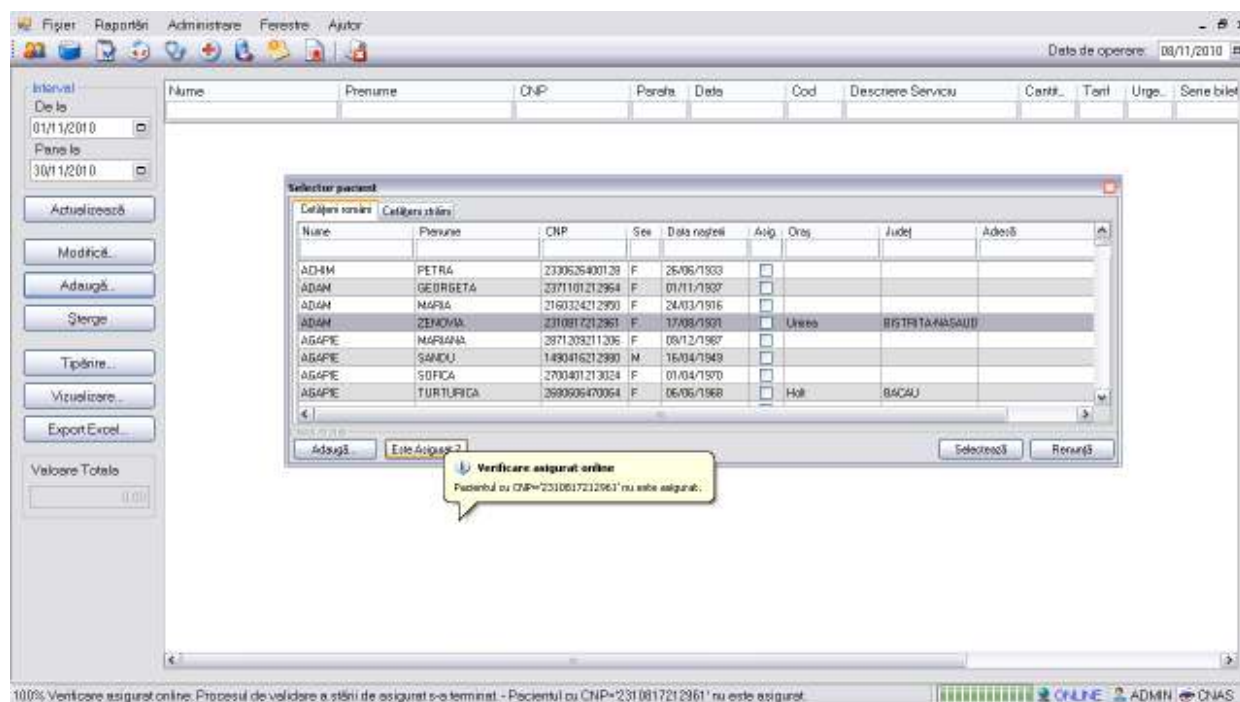 Fișier Raportări Administrare Ferestre Ajutor
Data de operare: 08/11/2010
Interval
De la
01/11/2010
Pana la
30/11/2010
Actualizează
Modifică...
Adaugă...
Șterge
Tipărire...
Vizualizare...
Export Excel...
Valoare Totala
0.00
Nume Prenume CNP Parafa Data Cod Descriere Serviciu Cantit... Tarif Urge... Serie bilet
Selector pacient
Cetățeni români Cetățeni străini
Nume Prenume CNP Sex Data nașterii Asig. Oraș Județ Adresă
ACHIM PETRA 2330626400128 F 26/06/1933
ADAM GEORGETA 2371101212964 F 01/11/1937
ADAM MARIA 2160324212950 F 24/03/1916
ADAM ZENOVIA 2310817212961 F 17/08/1931 BISTRITA-NASAUD
AGAPIE MARIANA 2871209211206 F 09/12/1987
AGAPIE SANDU 1490416212980 M 16/04/1949
AGAPIE SOFICA 2700401213024 F 01/04/1970
AGAPIE TURTURICA 2680606470064 F 06/06/1968 Holt BACAU
Adaugă... Este Asigurat ? Selectează Renunță
Verificare asigurat online
Pacientul cu CNP='2310817212961' nu este asigurat.
100% Verificare asigurat online: Procesul de validare a stării de asigurat s-a terminat. - Pacientul cu CNP='2310817212961' nu este asigurat. ONLINE ADMIN CNAS